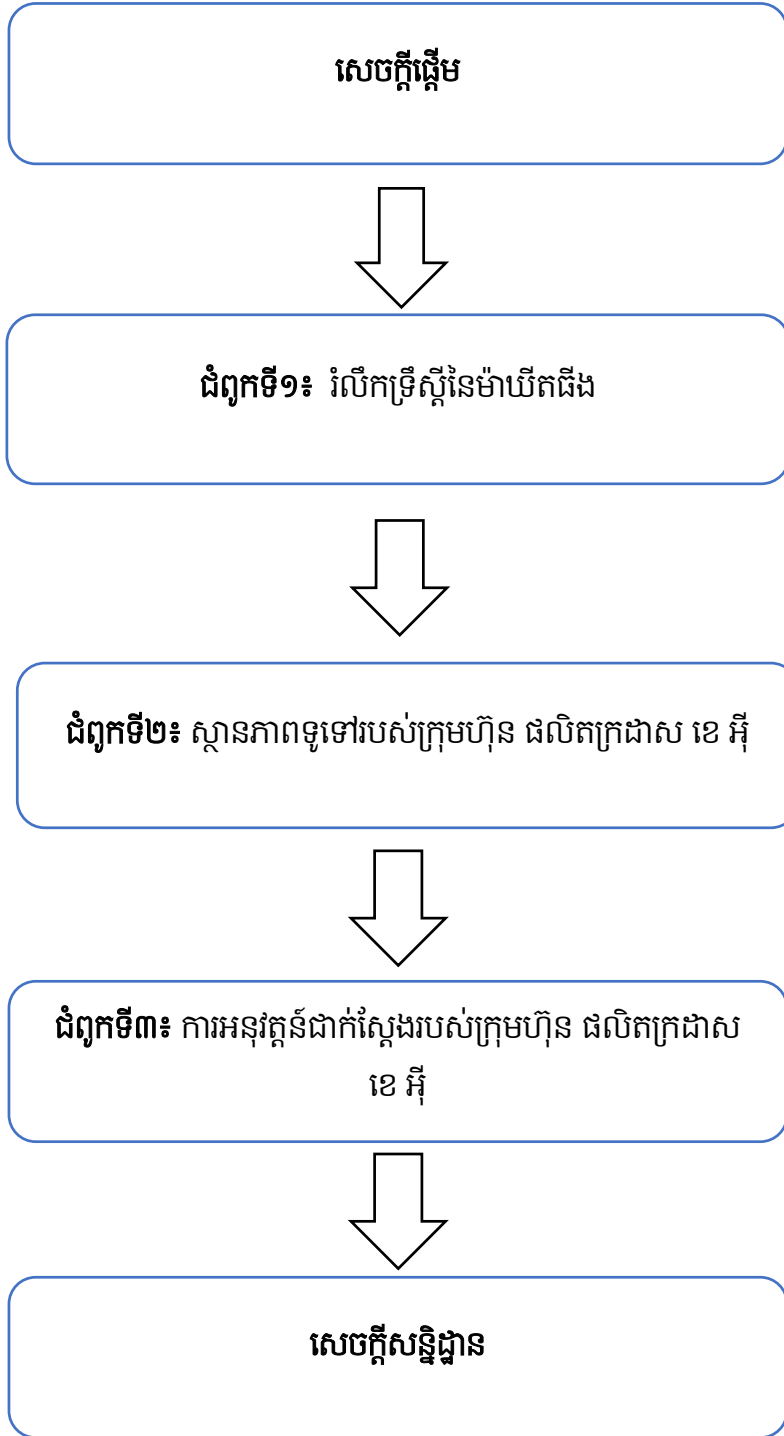 សេចក្តីផ្តើម
ជំពូកទី១៖ រំលឹកទ្រឹស្តីនៃម៉ាឃីតធីង
ជំពូកទី២៖ ស្ថានភាពទូទៅរបស់ក្រុមហ៊ុន ផលិតក្រដាស ខេ អ៊ី
ជំពូកទី៣៖ ការអនុវត្តន៍ជាក់ស្តែងរបស់ក្រុមហ៊ុន ផលិតក្រដាស
ខេ អ៊ី
សេចក្តីសន្និដ្ឋាន